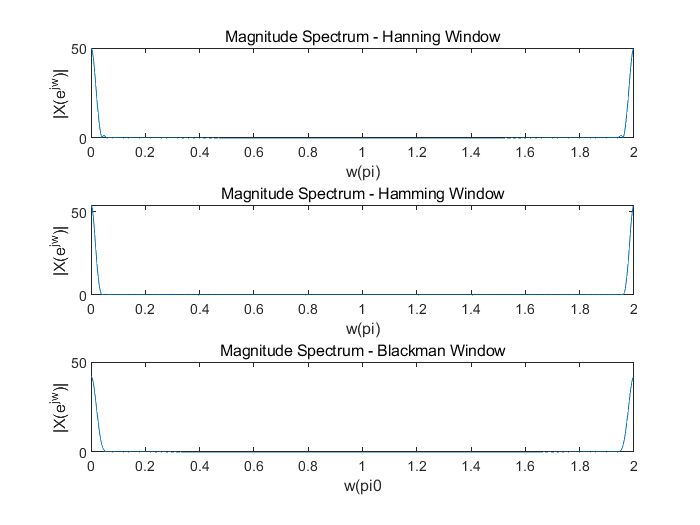 Magnitude Spectrum - Hanning Window
50
0
|X(e^jw)|
0 0.2 0.4 0.6 0.8 1 1.2 1.4 1.6 1.8 2
w(pi)
Magnitude Spectrum - Hamming Window
50
0
|X(e^jw)|
0 0.2 0.4 0.6 0.8 1 1.2 1.4 1.6 1.8 2
w(pi)
Magnitude Spectrum - Blackman Window
50
0
|X(e^jw)|
0 0.2 0.4 0.6 0.8 1 1.2 1.4 1.6 1.8 2
w(pi0